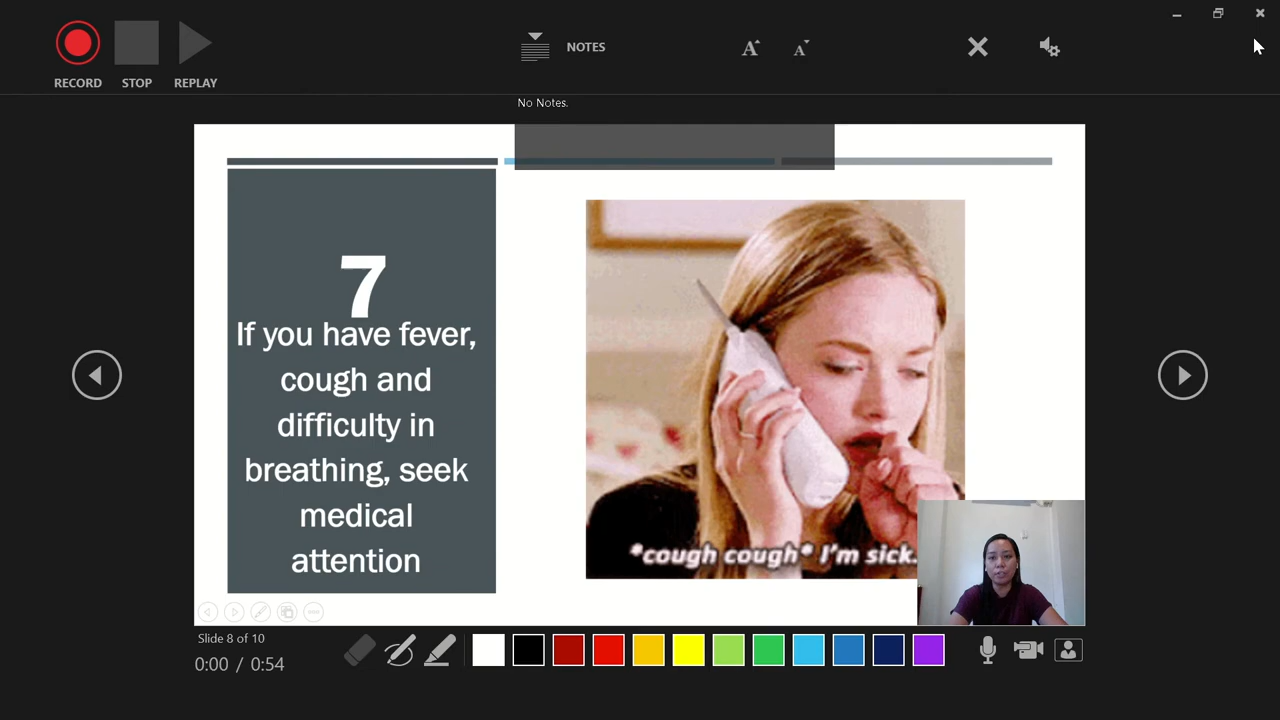 RECORD
STOP
REPLAY
NOTES
A
A
No Notes.
7
If you have fever,
cough and
difficulty in
breathing, seek
medical
attention
*cough cough* I'm sick.
Slide 8 of 10
0:00 / 0:54